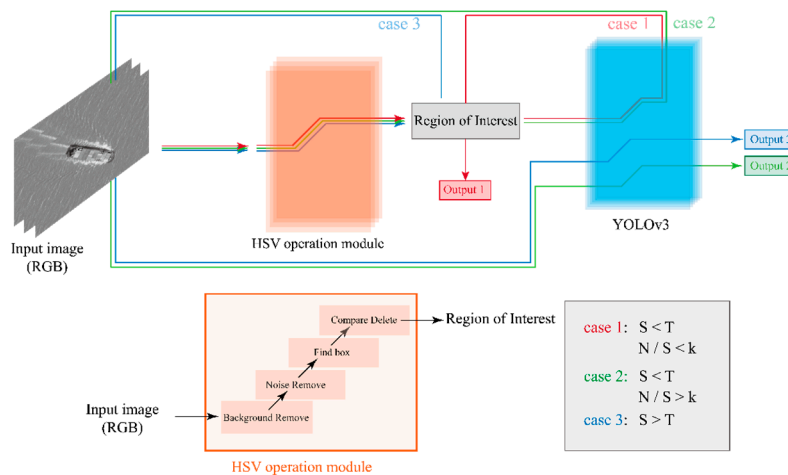 case 3
case 1
case 2
Region of Interest
Output 3
Output 1
Output 2
Input image
(RGB)
HSV operation module
YOLOv3
Compare Delete
Region of Interest
Find box
Noise Remove
Input image
(RGB)
Background Remove
HSV operation module
case 1: S < T
N / S < k
case 2: S < T
N / S > k
case 3: S > T